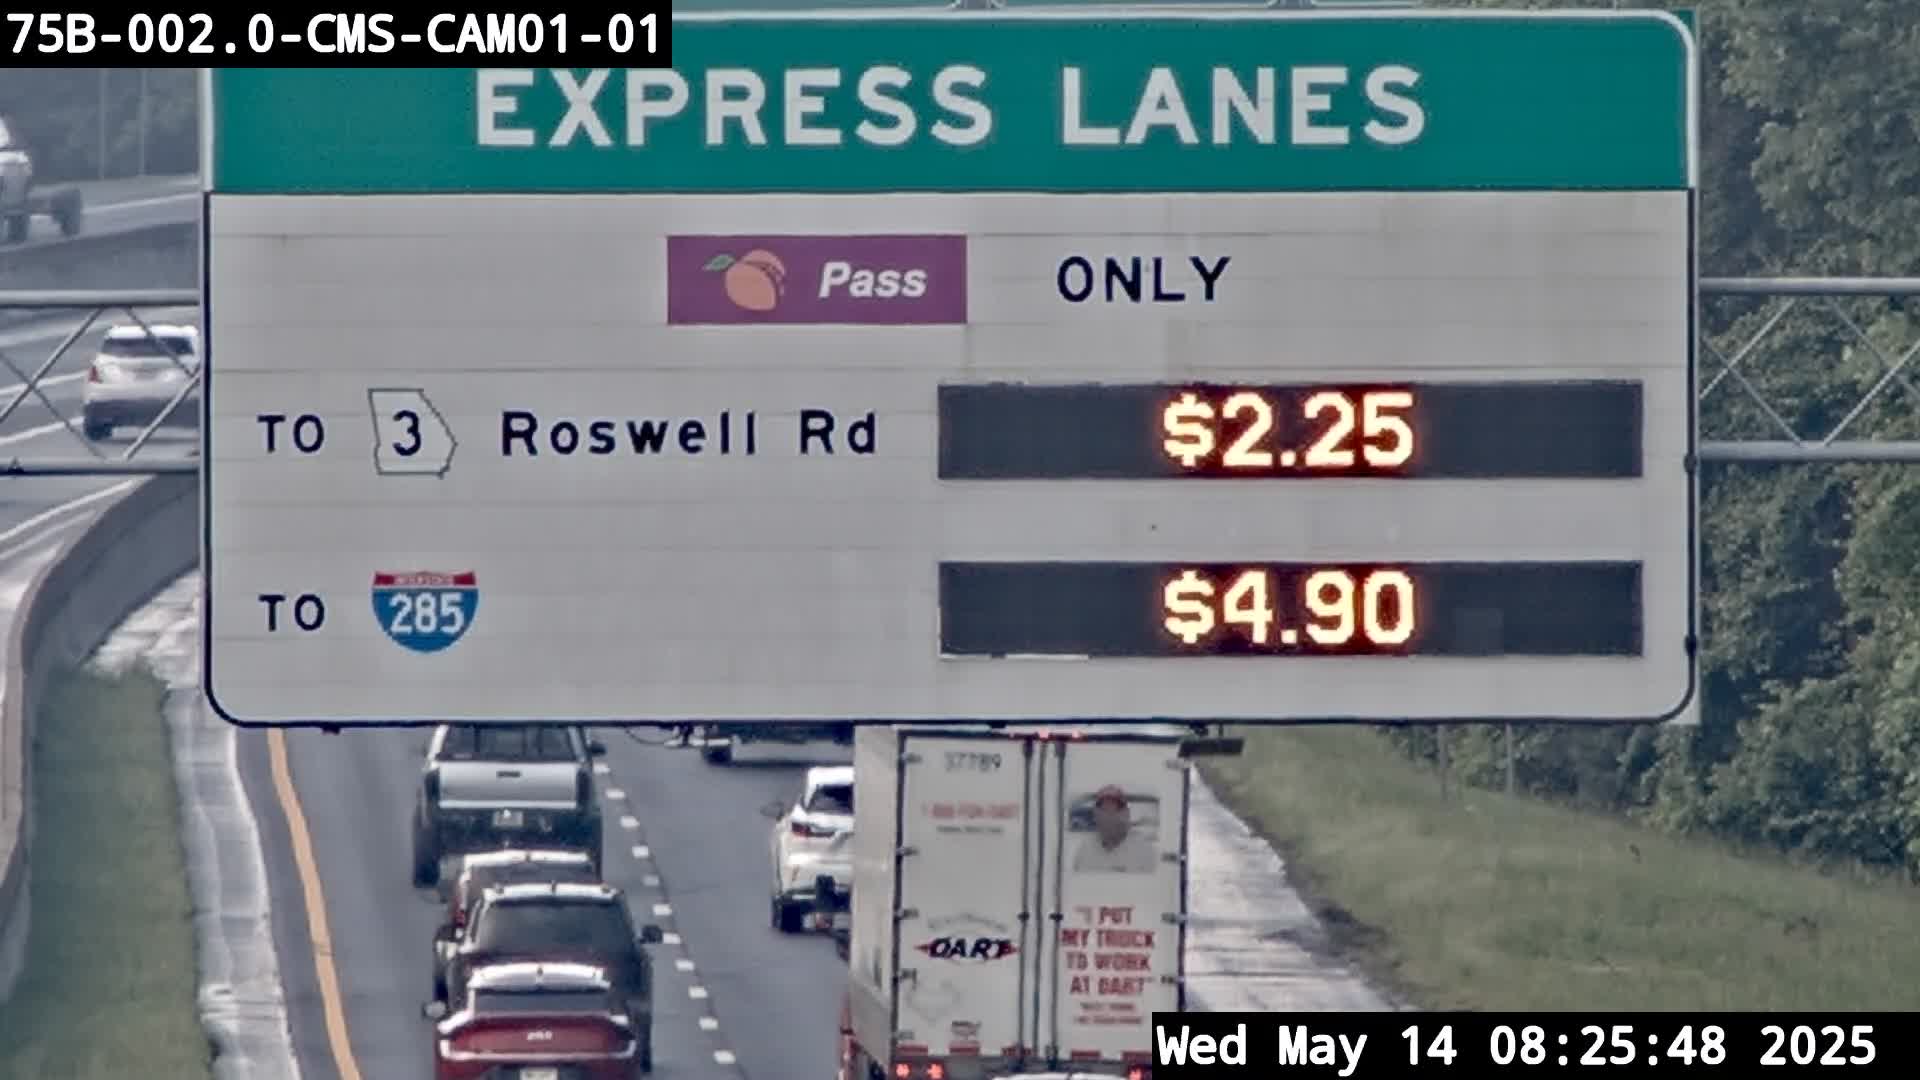 75B-002.0-CMS-CAM01-01
EXPRESS LANES
Pass ONLY
TO 3 Roswell Rd $2.25
INTERSTATE
TO 285 $4.90
37789
DART
"I PUT
MY TRUCK
TO WORK
AT DART"
Wed May 14 08:25:48 2025